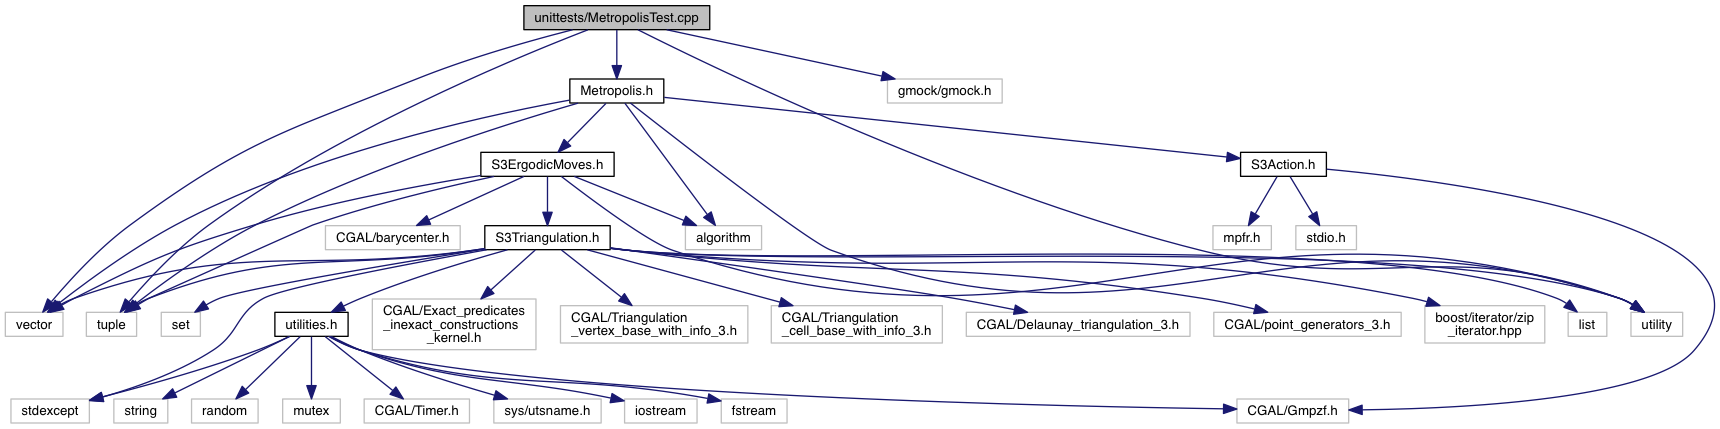 unittests/MetropolisTest.cpp
Metropolis.h
gmock/gmock.h
S3ErgodicMoves.h
S3Action.h
CGAL/barycenter.h
S3Triangulation.h
algorithm
mpfr.h
stdio.h
vector
tuple
set
utilities.h
CGAL/Exact_predicates
_inexact_constructions
_kernel.h
CGAL/Triangulation
_vertex_base_with_info_3.h
CGAL/Triangulation
_cell_base_with_info_3.h
CGAL/Delaunay_triangulation_3.h
CGAL/point_generators_3.h
boost/iterator/zip
_iterator.hpp
list
utility
stdexcept
string
random
mutex
CGAL/Timer.h
sys/utsname.h
iostream
fstream
CGAL/Gmpzf.h